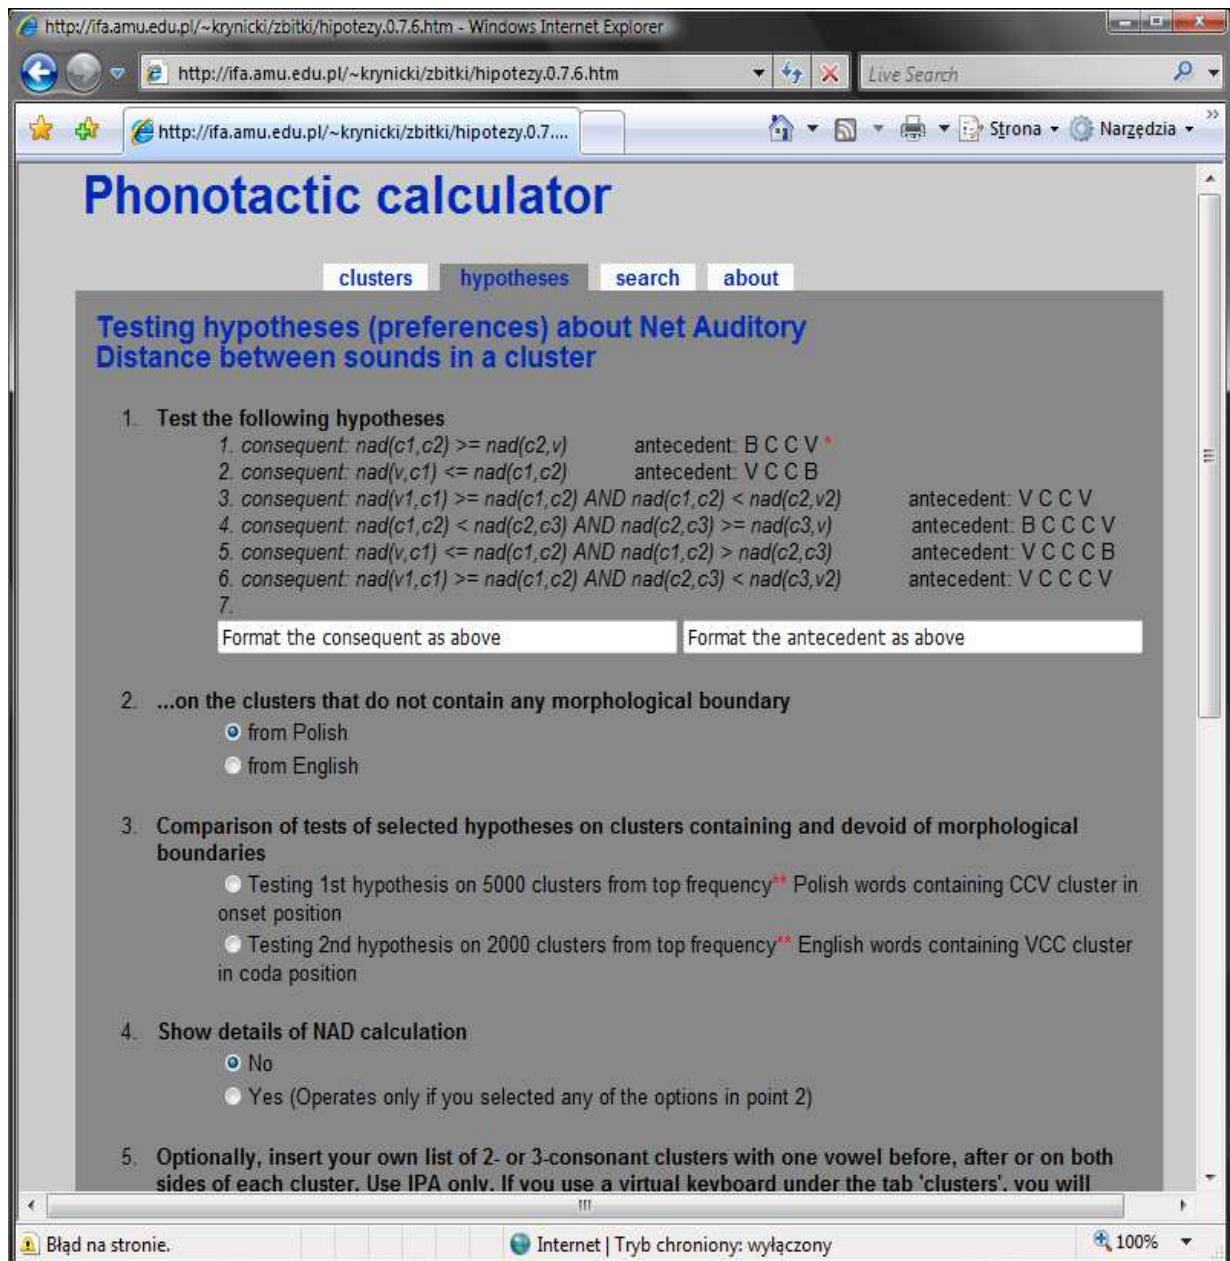 http://ifa.amu.edu.pl/~krynicki/zbitki/hipotezy.0.7.6.htm - Windows Internet Explorer
http://ifa.amu.edu.pl/~krynicki/zbitki/hipotezy.0.7.6.htm
Live Search
http://ifa.amu.edu.pl/~krynicki/zbitki/hipotezy.0.7....
Strona
Narzędzia
Phonotactic calculator
clusters hypotheses search about
Testing hypotheses (preferences) about Net Auditory
Distance between sounds in a cluster
1. Test the following hypotheses
1. consequent: nad(c1,c2) >= nad(c2,v) antecedent: B C C V *
2. consequent: nad(v,c1) <= nad(c1,c2) antecedent: V C C B
3. consequent: nad(v1,c1) >= nad(c1,c2) AND nad(c1,c2) < nad(c2,v2) antecedent: V C C V
4. consequent: nad(c1,c2) < nad(c2,c3) AND nad(c2,c3) >= nad(c3,v) antecedent: B C C C V
5. consequent: nad(v,c1) <= nad(c1,c2) AND nad(c1,c2) > nad(c2,c3) antecedent: V C C C B
6. consequent: nad(v1,c1) >= nad(c1,c2) AND nad(c2,c3) < nad(c3,v2) antecedent: V C C C V
7.
Format the consequent as above Format the antecedent as above
2. ...on the clusters that do not contain any morphological boundary
from Polish
from English
3. Comparison of tests of selected hypotheses on clusters containing and devoid of morphological
boundaries
Testing 1st hypothesis on 5000 clusters from top frequency** Polish words containing CCV cluster in
onset position
Testing 2nd hypothesis on 2000 clusters from top frequency** English words containing VCC cluster
in coda position
4. Show details of NAD calculation
No
Yes (Operates only if you selected any of the options in point 2)
5. Optionally, insert your own list of 2- or 3-consonant clusters with one vowel before, after or on both
sides of each cluster. Use IPA only. If you use a virtual keyboard under the tab 'clusters', you will
Błąd na stronie.
Internet | Tryb chroniony: wyłączony
100%